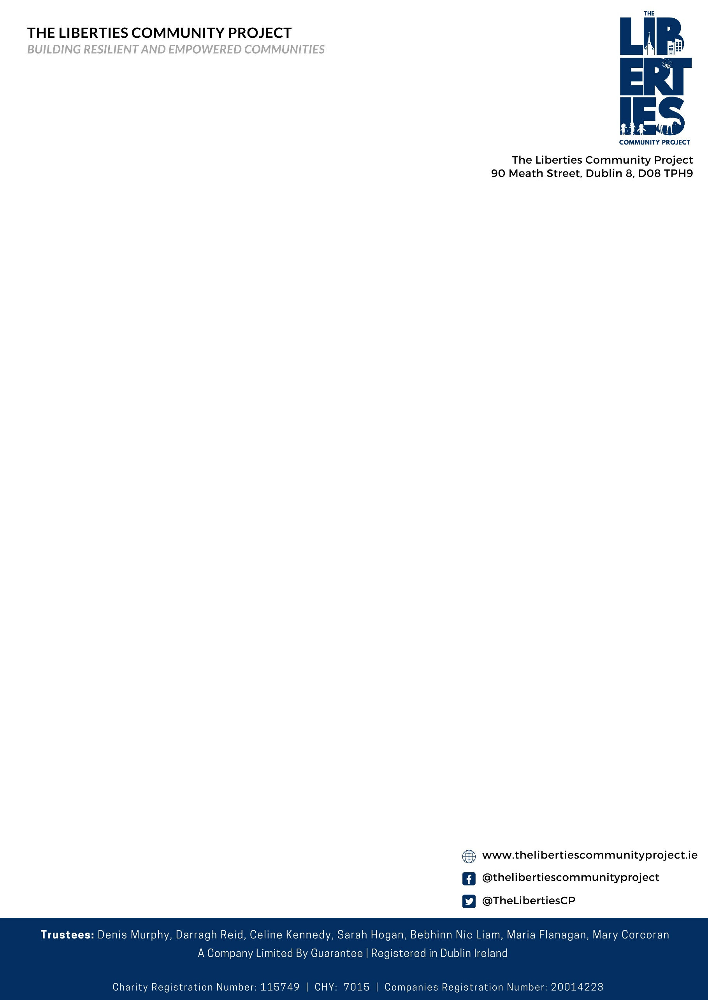 THE LIBERTIES COMMUNITY PROJECT
BUILDING RESILIENT AND EMPOWERED COMMUNITIES
THE
LIB
ERT
IES
COMMUNITY PROJECT
The Liberties Community Project
90 Meath Street, Dublin 8, D08 TPH9
www.thelibertiescommunityproject.ie
@thelibertiescommunityproject
@TheLibertiesCP
Trustees: Denis Murphy, Darragh Reid, Celine Kennedy, Sarah Hogan, Bebhinn Nic Liam, Maria Flanagan, Mary Corcoran
A Company Limited By Guarantee | Registered in Dublin Ireland
Charity Registration Number: 115749 | CHY: 7015 | Companies Registration Number: 20014223